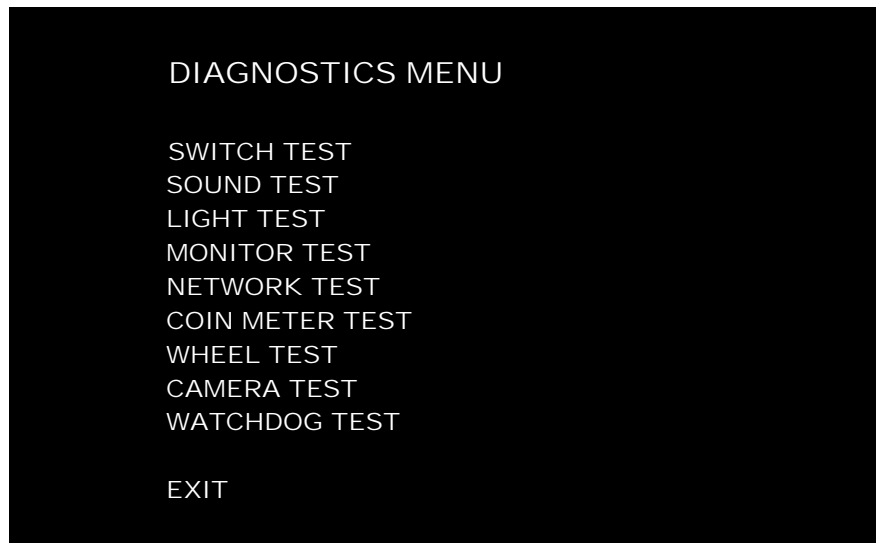 DIAGNOSTICS MENU
SWITCH TEST
SOUND TEST
LIGHT TEST
MONITOR TEST
NETWORK TEST
COIN METER TEST
WHEEL TEST
CAMERA TEST
WATCHDOG TEST
EXIT